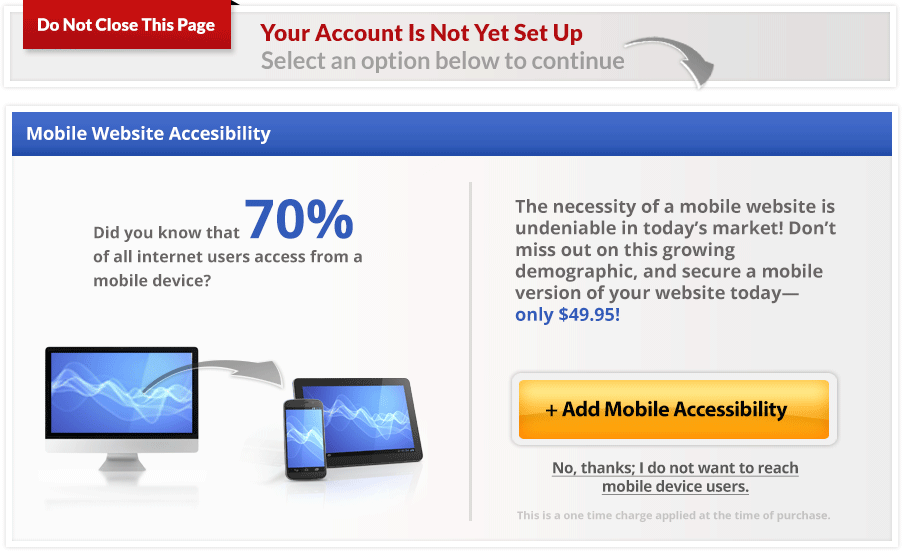 Do Not Close This Page
Your Account Is Not Yet Set Up
Select an option below to continue
Mobile Website Accesibility
Did you know that 70%
of all internet users access from a
mobile device?
The necessity of a mobile website is
undeniable in today's market! Don't
miss out on this growing
demographic, and secure a mobile
version of your website today—
only $49.95!
+ Add Mobile Accessibility
No, thanks; I do not want to reach
mobile device users.
This is a one time charge applied at the time of purchase.